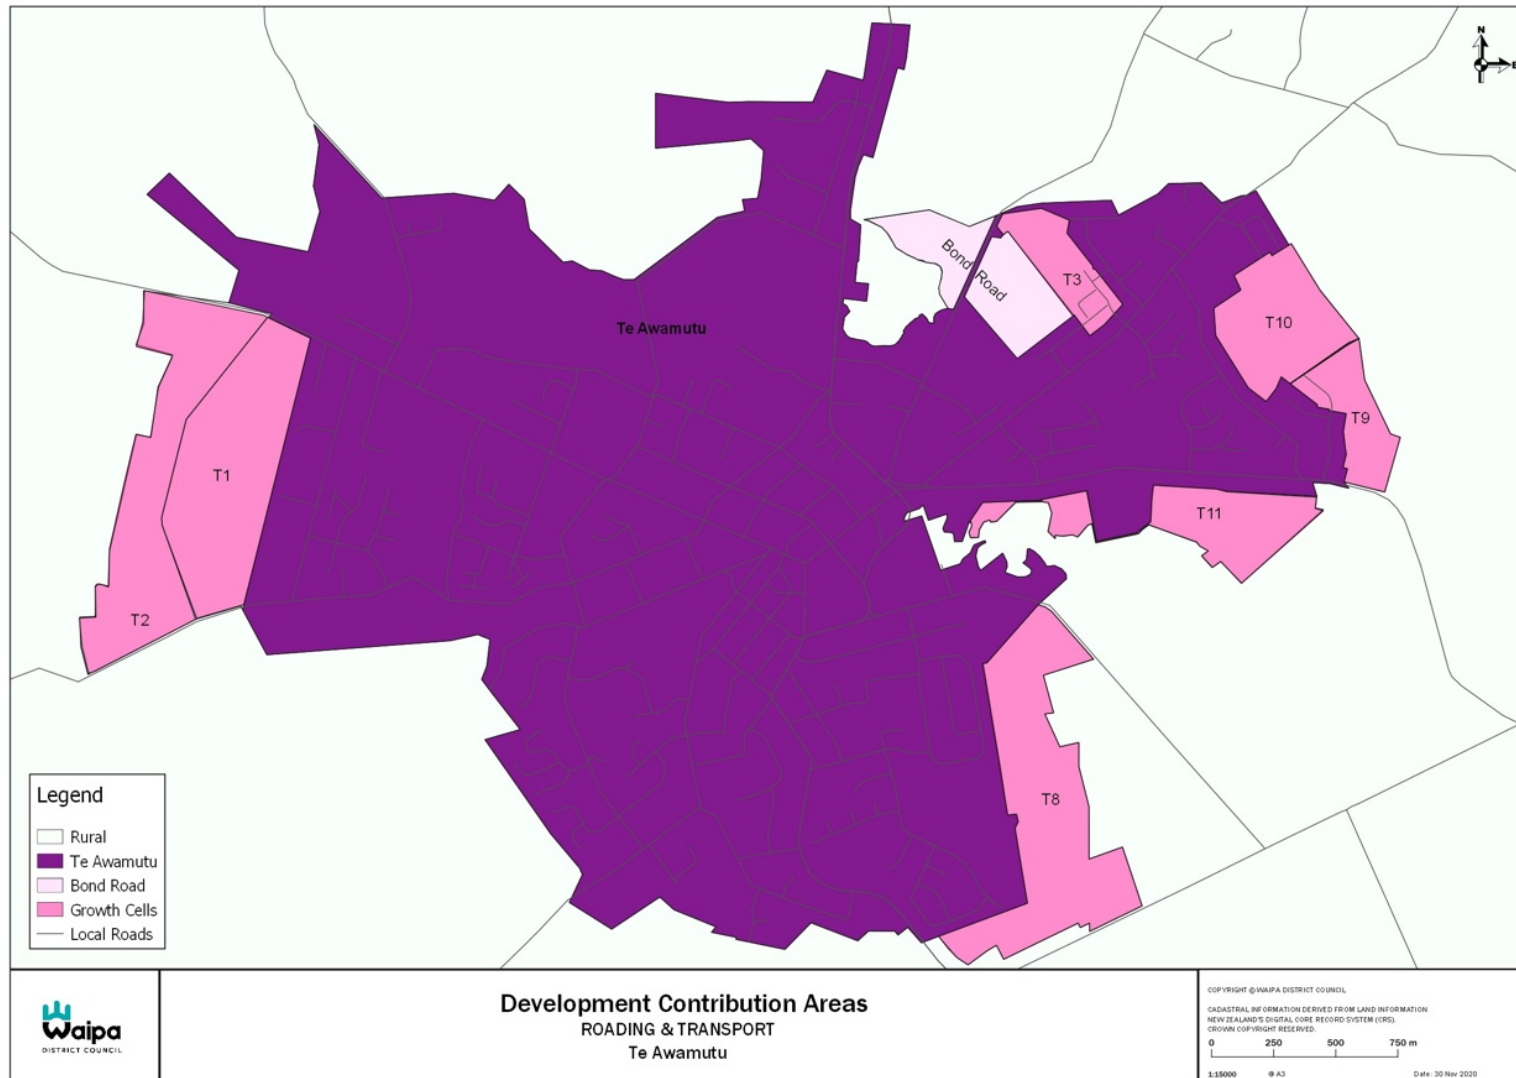 N
E
Bond Road
T3
T10
Te Awamutu
T9
T1
T11
T2
T8
Legend
Rural
Te Awamutu
Bond Road
Growth Cells
Local Roads
Waipa
DISTRICT COUNCIL
Development Contribution Areas
ROADING & TRANSPORT
Te Awamutu
COPYRIGHT @ WAIPA DISTRICT COUNCIL
CADASTRAL INFORMATION DERIVED FROM LAND INFORMATION
NEW ZEALAND'S DIGITAL CORE RECORD SYSTEM (CRS).
CROWN COPYRIGHT RESERVED.
0 250 500 750 m
1:15000 @ A3 Date: 30 Nov 2020